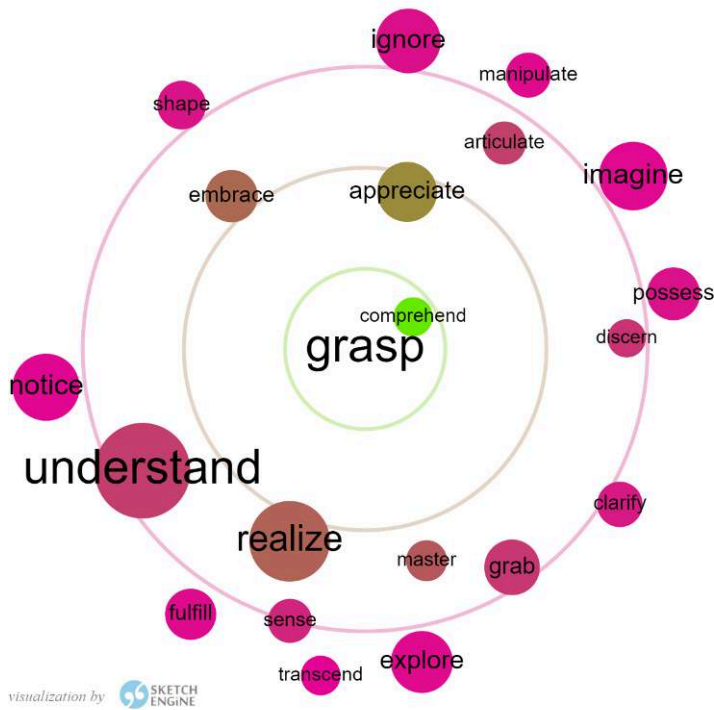 ignore
manipulate
shape
articulate
imagine
embrace
appreciate
possess
comprehend
discern
grasp
notice
understand
clarify
realize
master
grab
fulfill
sense
explore
transcend
visualization by SKETCH ENGiNE